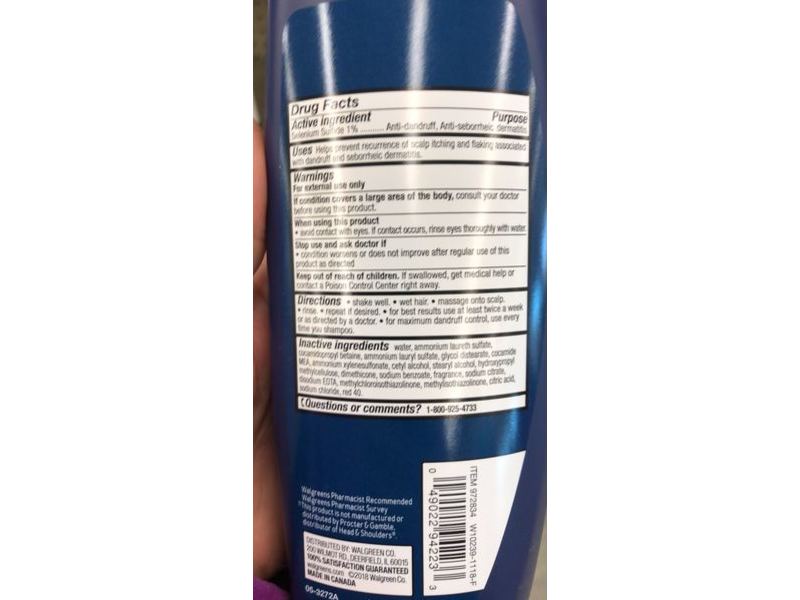 Drug Facts
Active ingredient Purpose
Selenium Sulfide 1% .......... Anti-dandruff, Anti-seborrheic dermatitis
Uses Helps prevent recurrence of scalp itching and flaking associated
with dandruff and seborrheic dermatitis.
Warnings
For external use only
If condition covers a large area of the body, consult your doctor
before using this product.
When using this product
• avoid contact with eyes. If contact occurs, rinse eyes thoroughly with water.
Stop use and ask doctor if
• condition worsens or does not improve after regular use of this
product as directed
Keep out of reach of children. If swallowed, get medical help or
contact a Poison Control Center right away.
Directions • shake well. • wet hair. • massage onto scalp.
• rinse. • repeat if desired. • for best results use at least twice a week
or as directed by a doctor. • for maximum dandruff control, use every
time you shampoo.
Inactive ingredients water, ammonium laureth sulfate,
cocamidopropyl betaine, ammonium lauryl sulfate, glycol distearate, cocamide
MEA, ammonium xylenesulfonate, cetyl alcohol, stearyl alcohol, hydroxypropyl
methylcellulose, dimethicone, sodium benzoate, fragrance, sodium citrate,
disodium EDTA, methylchloroisothiazolinone, methylisothiazolinone, citric acid,
sodium chloride, red 40.
Questions or comments? 1-800-925-4733
Walgreens Pharmacist Recommended
Walgreens Pharmacist Survey
††This product is not manufactured or
distributed by Procter & Gamble,
distributor of Head & Shoulders®.
DISTRIBUTED BY: WALGREEN CO.
200 WILMOT RD., DEERFIELD, IL 60015
100% SATISFACTION GUARANTEED
walgreens.com ©2018 Walgreen Co.
MADE IN CANADA
05-3272A
ITEM 972834 W10239-1118-F
0 49022 94223 3